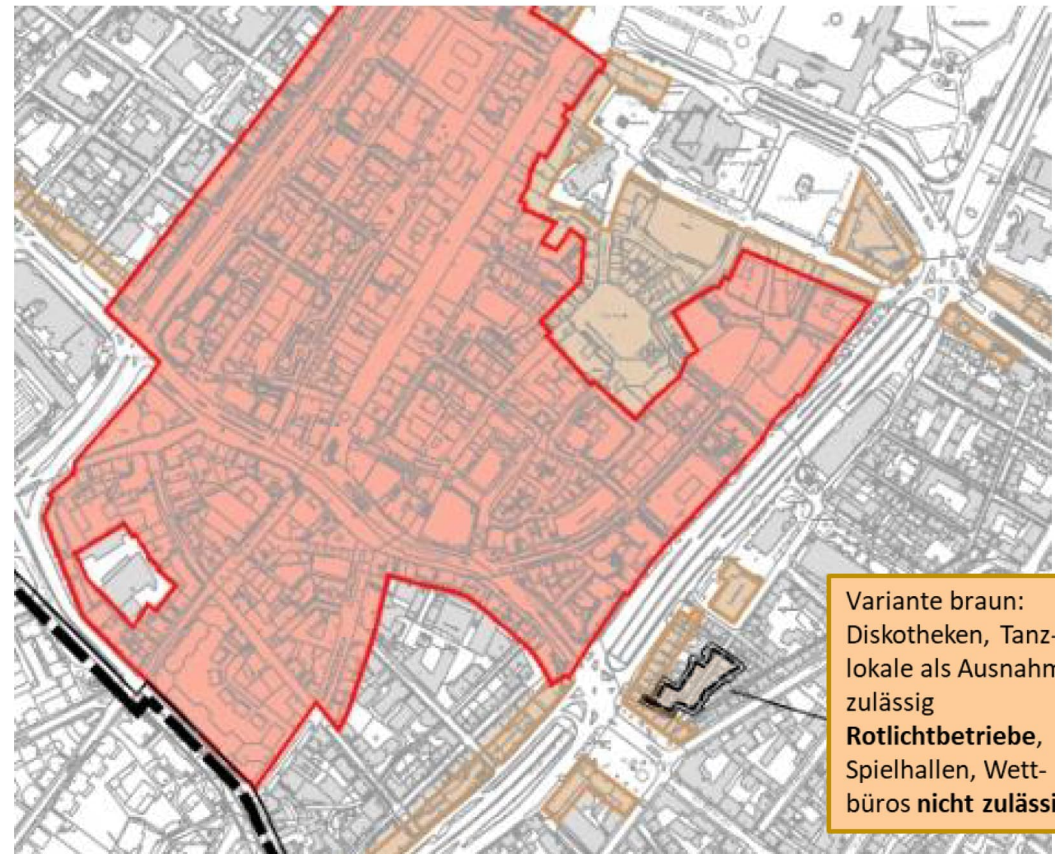 Variante braun:
Diskotheken, Tanz-
lokale als Ausnahm
zulässig
Rotlichtbetriebe,
Spielhallen, Wett-
büros nicht zulässi